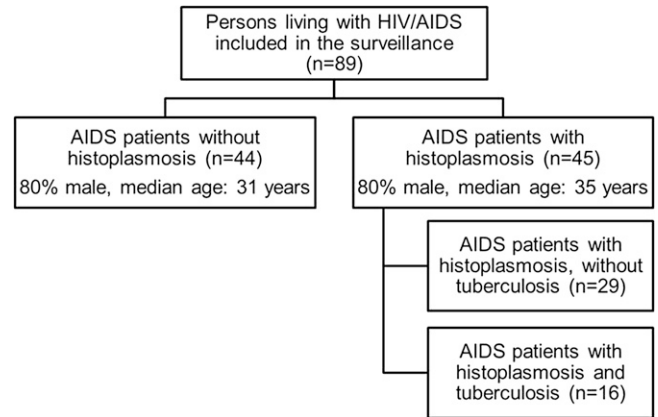 Persons living with HIV/AIDS
included in the surveillance
(n=89)
AIDS patients without
histoplasmosis (n=44)
80% male, median age: 31 years
AIDS patients with
histoplasmosis (n=45)
80% male, median age: 35 years
AIDS patients with
histoplasmosis, without
tuberculosis (n=29)
AIDS patients with
histoplasmosis and
tuberculosis (n=16)